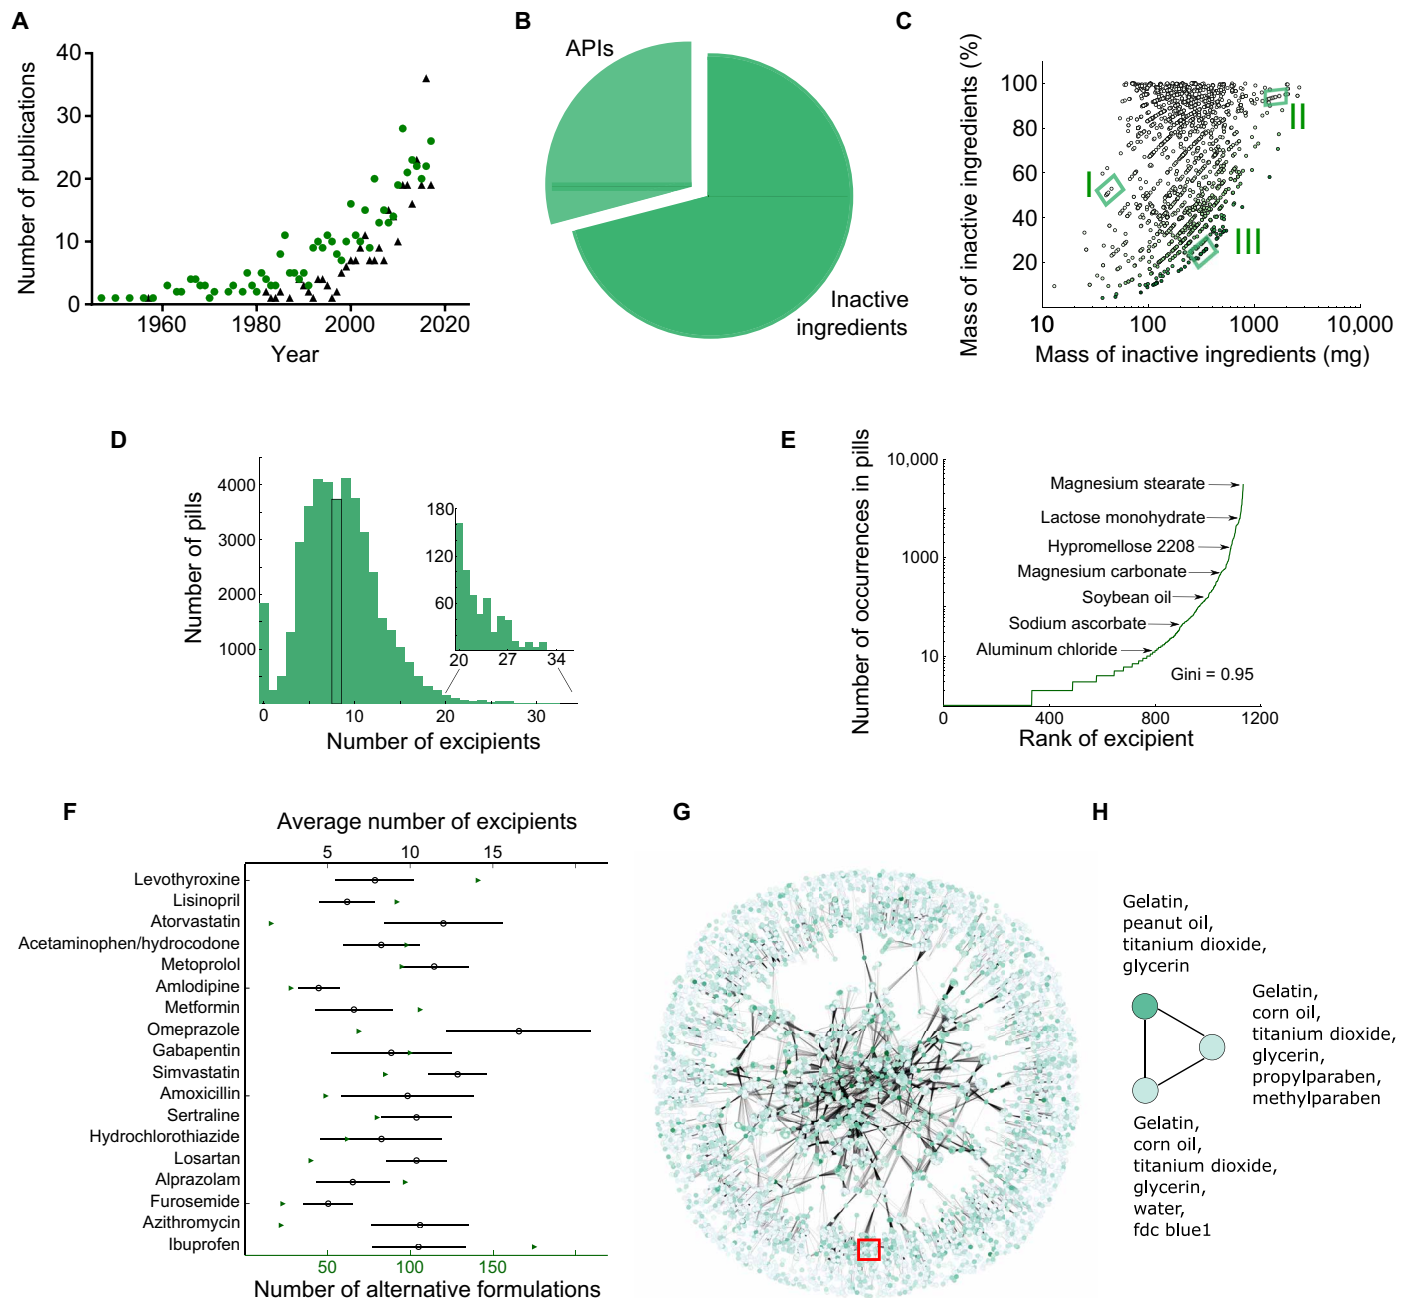 A
Number of publications
40
30
20
10
0
1960
1980
2000
2020
Year
B
APIs
Inactive
ingredients
C
Mass of inactive ingredients (%)
100
80
60
40
20
10
100
1000
10,000
Mass of inactive ingredients (mg)
I
II
III
D
Number of pills
4000
3000
2000
1000
0
10
20
30
Number of excipients
180
120
60
20
27
34
E
Number of occurrences in pills
10,000
1000
10
0
400
800
1200
Rank of excipient
Magnesium stearate
Lactose monohydrate
Hypromellose 2208
Magnesium carbonate
Soybean oil
Sodium ascorbate
Aluminum chloride
Gini = 0.95
F
Average number of excipients
5
10
15
Levothyroxine
Lisinopril
Atorvastatin
Acetaminophen/hydrocodone
Metoprolol
Amlodipine
Metformin
Omeprazole
Gabapentin
Simvastatin
Amoxicillin
Sertraline
Hydrochlorothiazide
Losartan
Alprazolam
Furosemide
Azithromycin
Ibuprofen
50
100
150
Number of alternative formulations
G
H
Gelatin,
peanut oil,
titanium dioxide,
glycerin
Gelatin,
corn oil,
titanium dioxide,
glycerin,
propylparaben,
methylparaben
Gelatin,
corn oil,
titanium dioxide,
glycerin,
water,
fdc blue1